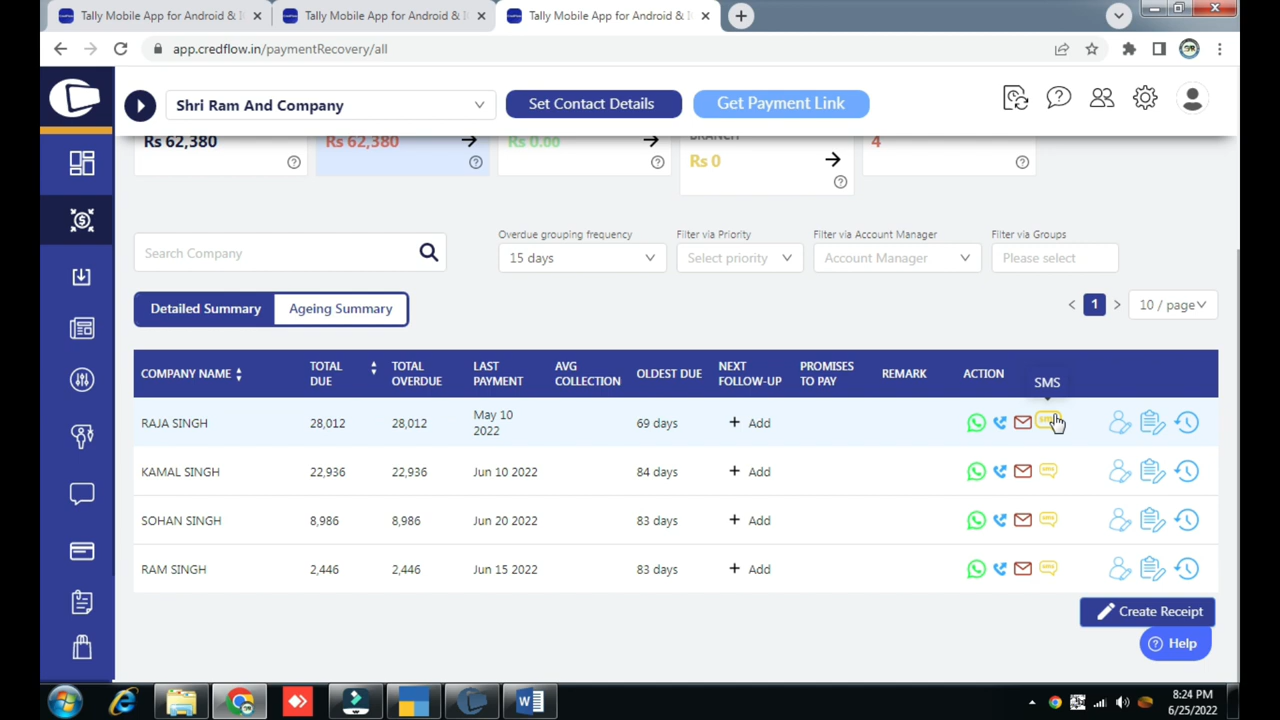 Tally Mobile App for Android & I
Tally Mobile App for Android & I
Tally Mobile App for Android & I
app.credflow.in/paymentRecovery/all
Shri Ram And Company
Set Contact Details
Get Payment Link
BRANCH
Rs 62,380
Rs 62,380
Rs 0.00
Rs 0
4
Overdue grouping frequency
Filter via Priority
Filter via Account Manager
Filter via Groups
Search Company
15 days
Select priority
Account Manager
Please select
Detailed Summary
Ageing Summary
< 1 >
10 / page
COMPANY NAME
TOTAL DUE
TOTAL OVERDUE
LAST PAYMENT
AVG COLLECTION
OLDEST DUE
NEXT FOLLOW-UP
PROMISES TO PAY
REMARK
ACTION
SMS
RAJA SINGH 28,012 28,012 May 10 2022 69 days + Add
KAMAL SINGH 22,936 22,936 Jun 10 2022 84 days + Add
SOHAN SINGH 8,986 8,986 Jun 20 2022 83 days + Add
RAM SINGH 2,446 2,446 Jun 15 2022 83 days + Add
Create Receipt
Help
8:24 PM
6/25/2022